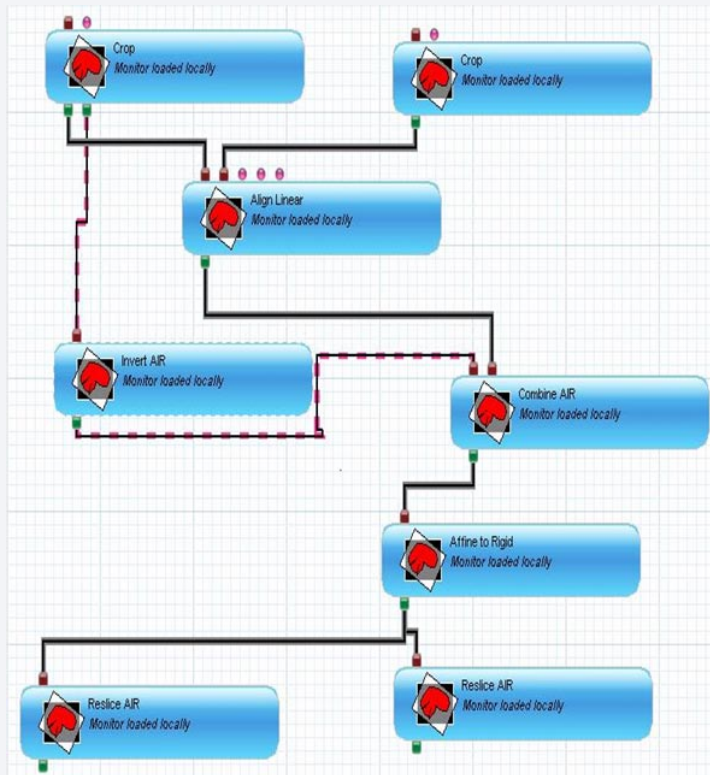 Crop
Monitor loaded locally
Crop
Monitor loaded locally
Align Linear
Monitor loaded locally
Invert AIR
Monitor loaded locally
Combine AIR
Monitor loaded locally
Affine to Rigid
Monitor loaded locally
Reslice AIR
Monitor loaded locally
Reslice AIR
Monitor loaded locally